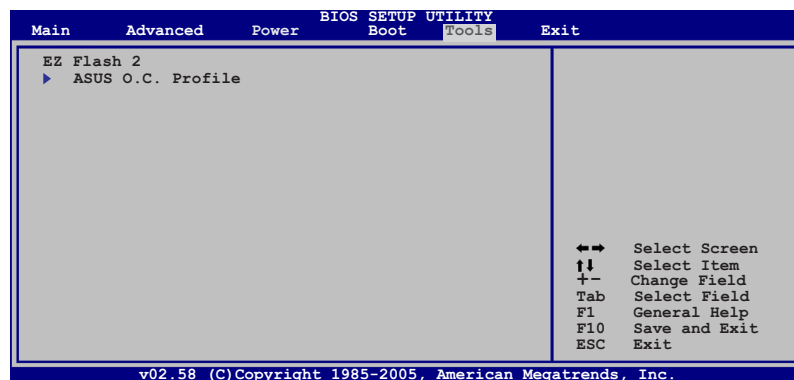 BIOS SETUP UTILITY
Main Advanced Power Boot Tools Exit
EZ Flash 2
ASUS O.C. Profile
←→ Select Screen
↑↓ Select Item
+- Change Field
Tab Select Field
F1 General Help
F10 Save and Exit
ESC Exit
v02.58 (C)Copyright 1985-2005, American Megatrends, Inc.